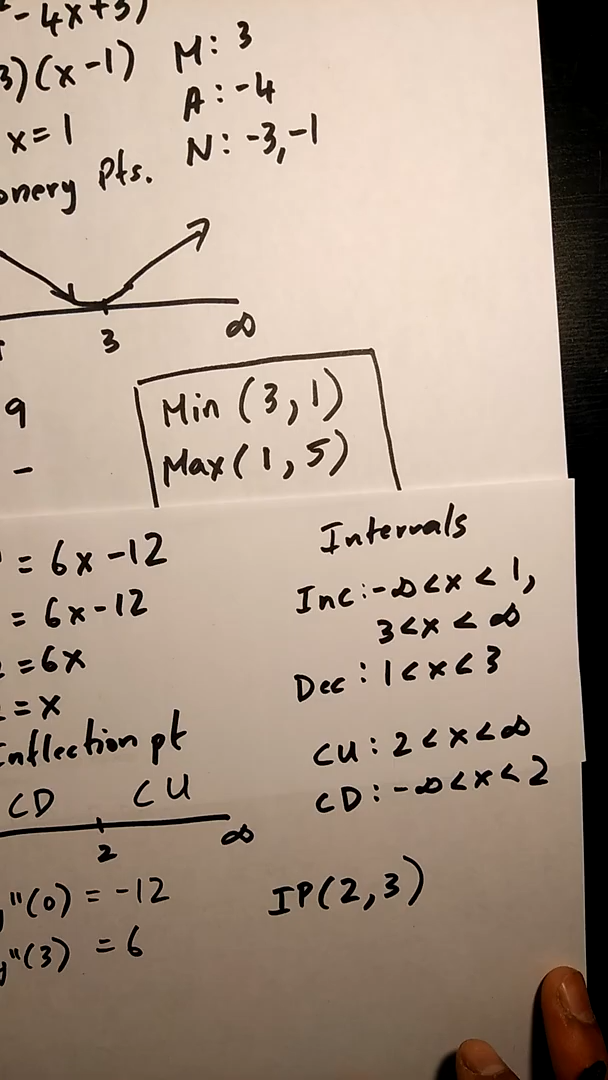 - 4x+3)
3)(x-1)
x=1
M: 3
A: -4
N: -3,-1
onery Pts.
3
∞
9
-
Min (3,1)
Max (1,5)
= 6x-12
= 6x-12
=6x
=x
Inflection pt
CD CU
2
∞
y"(0) = -12
y"(3) = 6
Intervals
Inc: -∞<x<1,
3<x<∞
Dec: 1<x<3
CU: 2<x<∞
CD: -∞<x<2
IP(2,3)